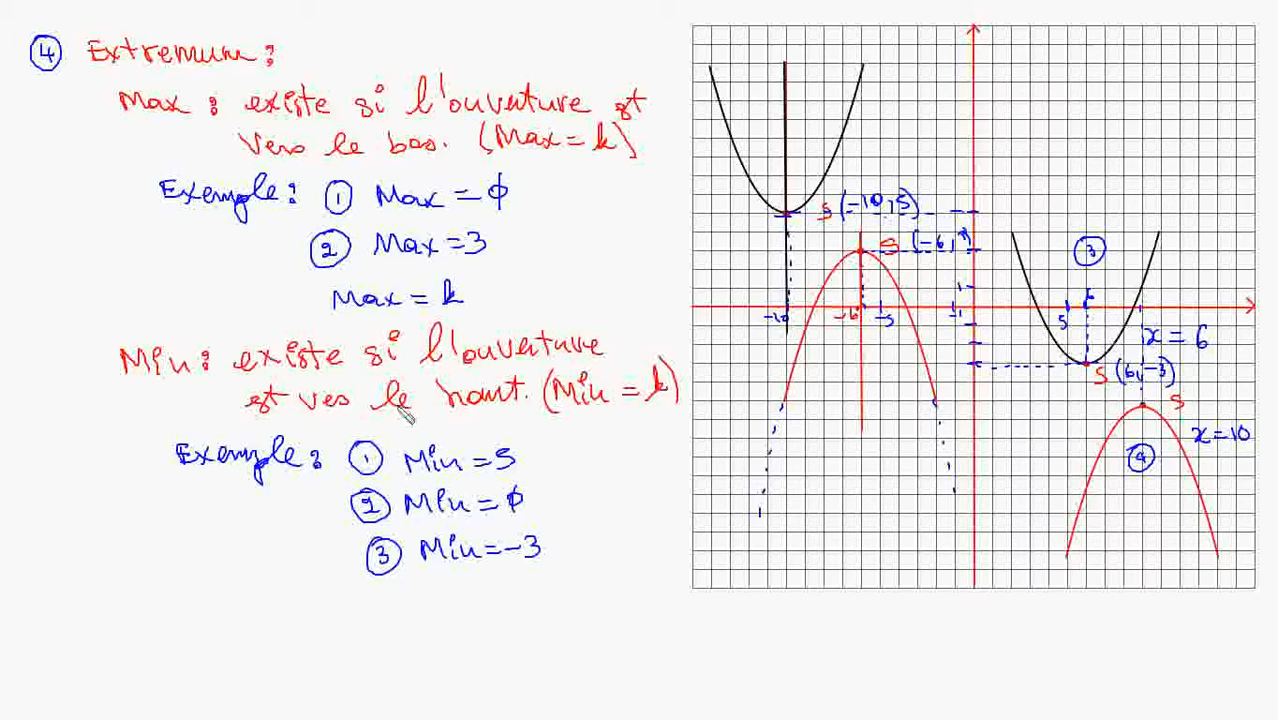 ④ Extremum :
Max : existe si l'ouverture est
vers le bas. (Max = k)
Exemple : ① Max = ϕ
② Max = 3
Max = k
Min : existe si l'ouverture
est vers le haut. (Min = k)
Exemple : ① Min = 5
② Min = ϕ
③ Min = -3
S (-10, 5)
S (-6,
③
1
-10
-6
-5
-1
5
6
x = 6
S (6, -3)
S
x = 10
④